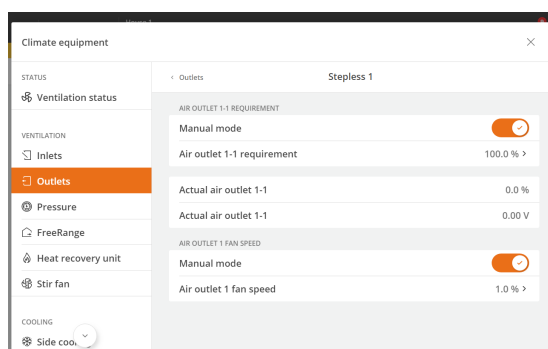 Climate equipment
STATUS
Ventilation status
VENTILATION
Inlets
Outlets
Pressure
FreeRange
Heat recovery unit
Stir fan
COOLING
Side cool
Outlets
Stepless 1
AIR OUTLET 1-1 REQUIREMENT
Manual mode
Air outlet 1-1 requirement 100.0 %
Actual air outlet 1-1 0.0 %
Actual air outlet 1-1 0.00 V
AIR OUTLET 1 FAN SPEED
Manual mode
Air outlet 1 fan speed 1.0 %